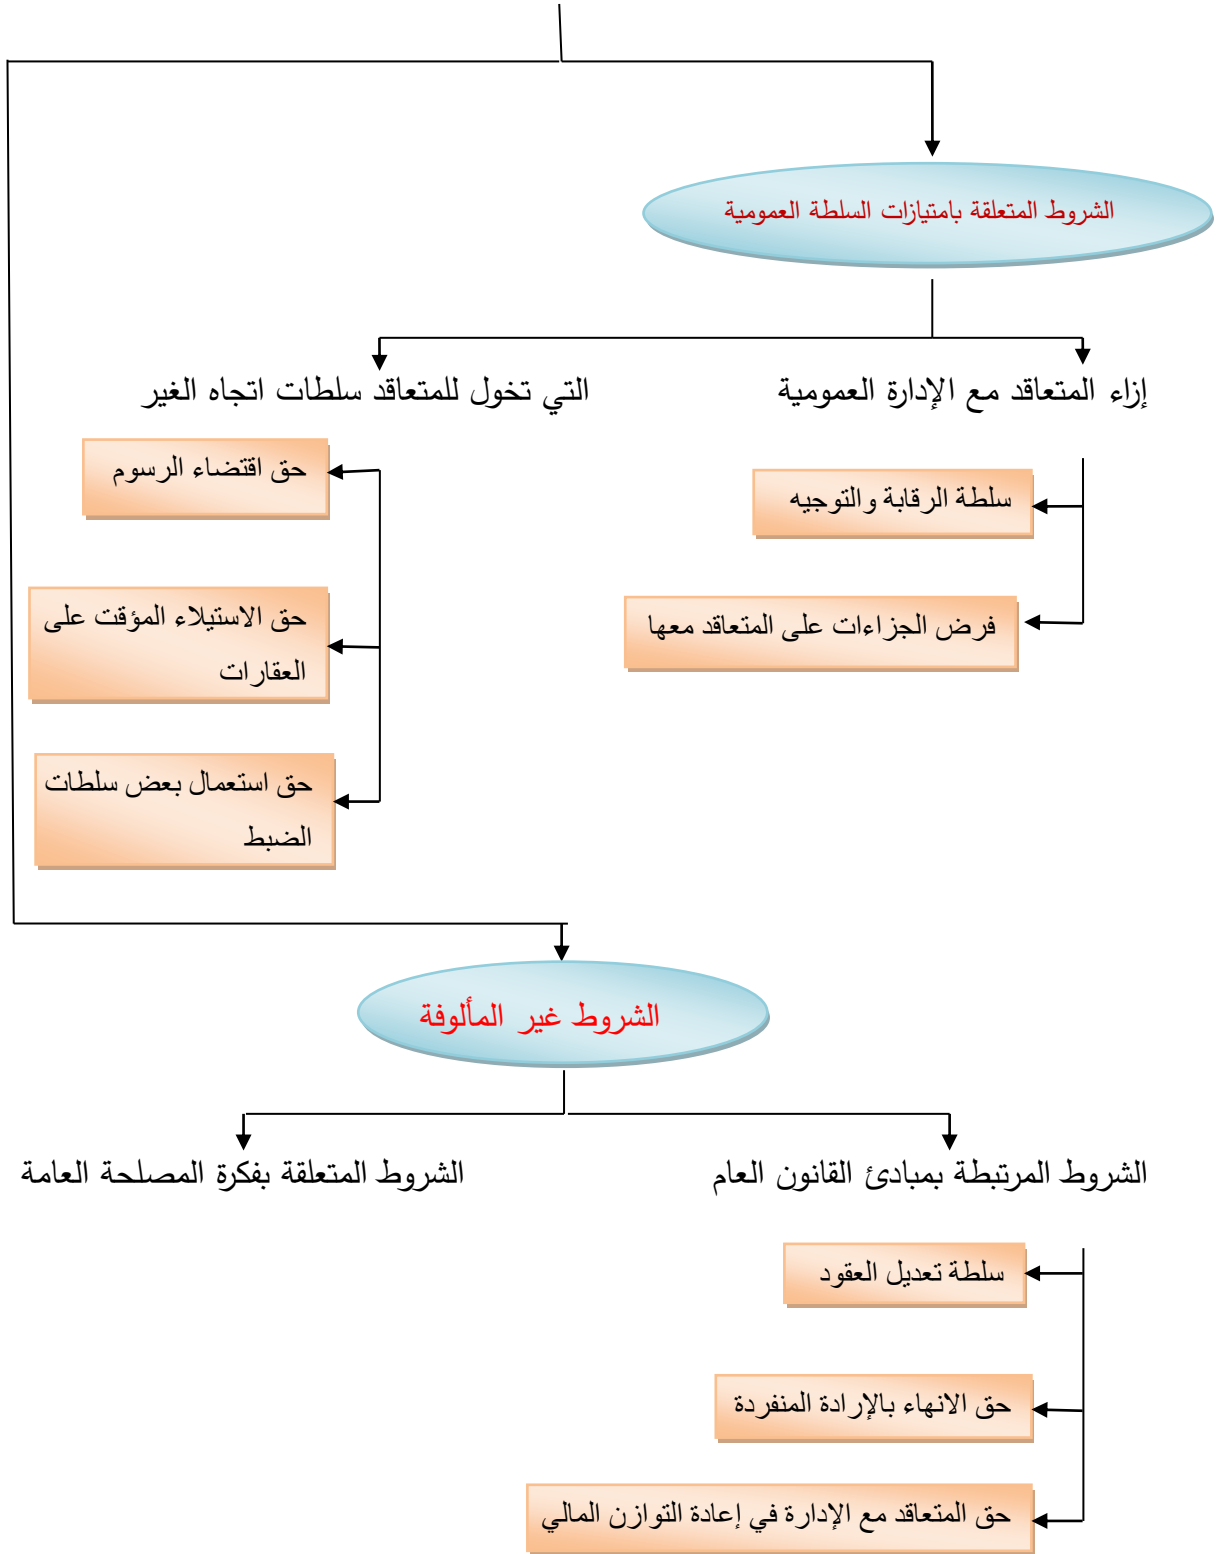 الشروط المتعلقة بامتيازات السلطة العمومية
إزاء المتعاقد مع الإدارة العمومية
سلطة الرقابة والتوجيه
فرض الجزاءات على المتعاقد معها
التي تخول للمتعاقد سلطات اتجاه الغير
حق اقتضاء الرسوم
حق الاستيلاء المؤقت على
العقارات
حق استعمال بعض سلطات
الضبط
الشروط غير المألوفة
الشروط المرتبطة بمبادئ القانون العام
سلطة تعديل العقود
حق الانهاء بالإرادة المنفردة
حق المتعاقد مع الإدارة في إعادة التوازن المالي
الشروط المتعلقة بفكرة المصلحة العامة